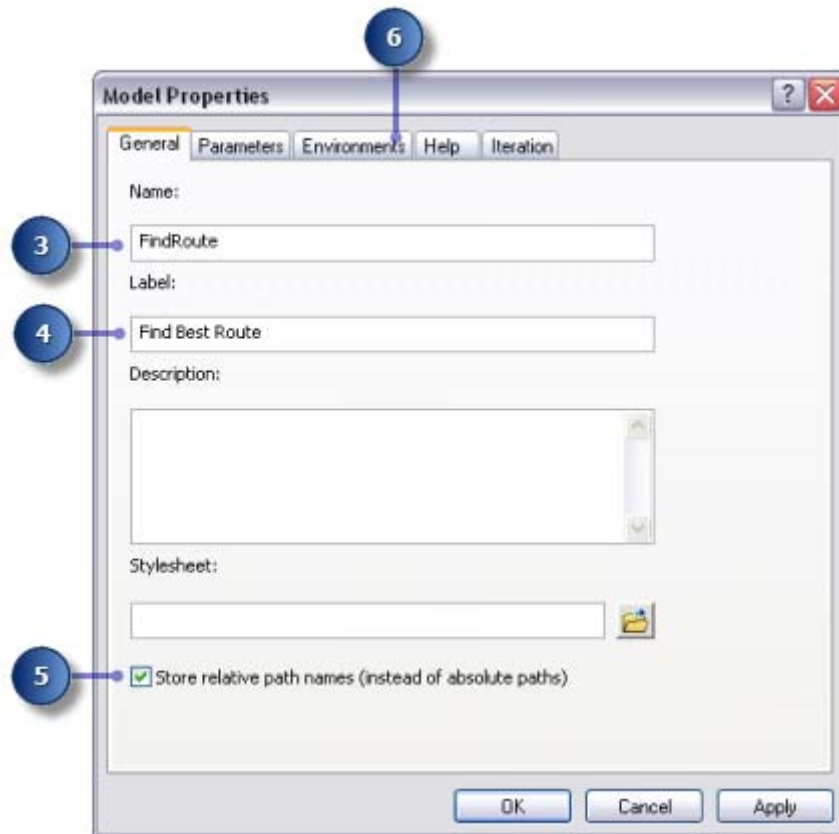 6
Model Properties
General Parameters Environments Help Iteration
Name:
3 FindRoute
Label:
4 Find Best Route
Description:
Stylesheet:
5 Store relative path names (instead of absolute paths)
OK Cancel Apply